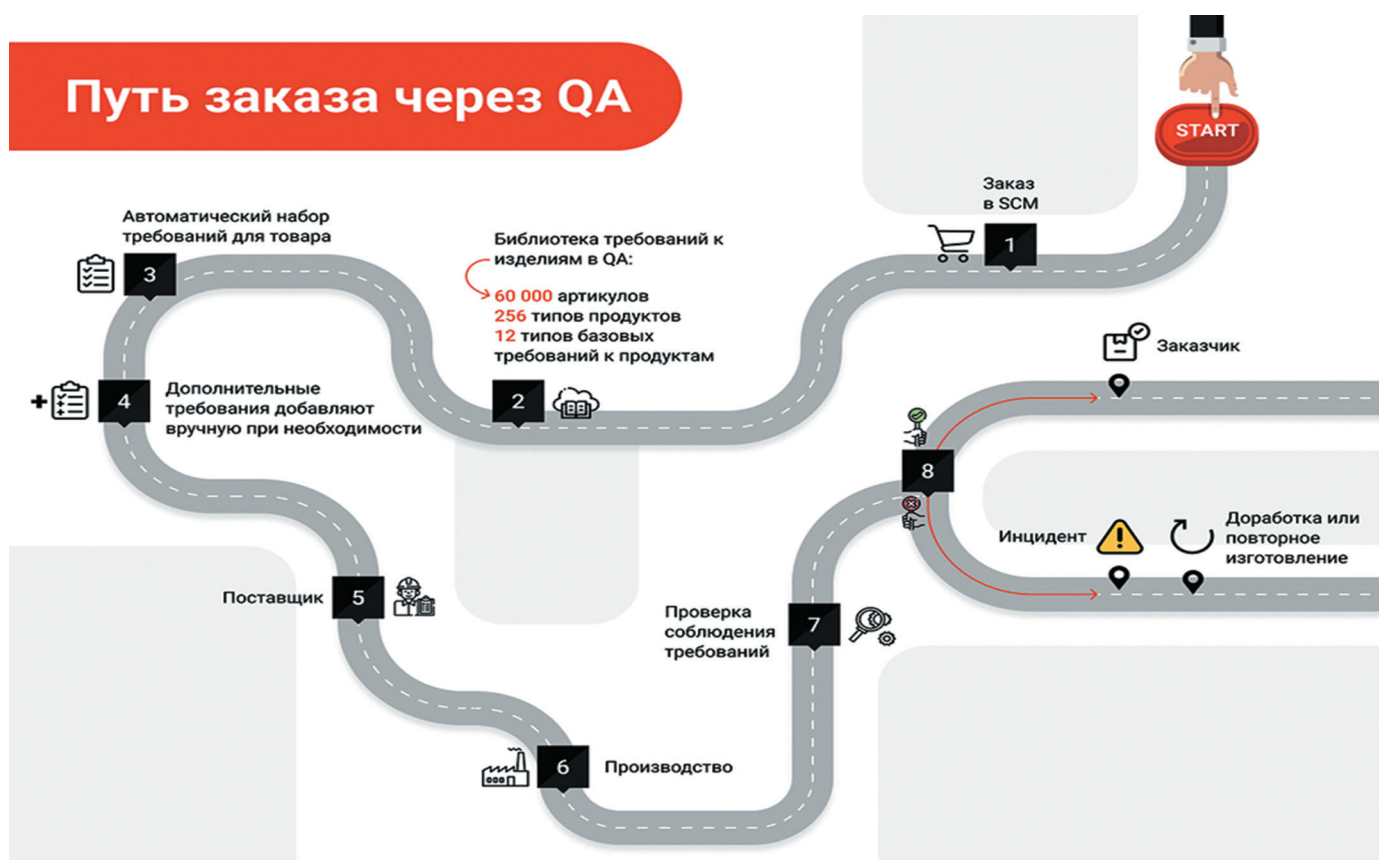 Путь заказа через QA
START
Заказ
в SCM
1
Библиотека требований к
изделиям в QA:
60 000 артикулов
256 типов продуктов
12 типов базовых
требований к продуктам
2
Автоматический набор
требований для товара
3
4
Дополнительные
требования добавляют
вручную при необходимости
Поставщик
5
6
Производство
Проверка
соблюдения
требований
7
8
Заказчик
Инцидент
Доработка или
повторное
изготовление